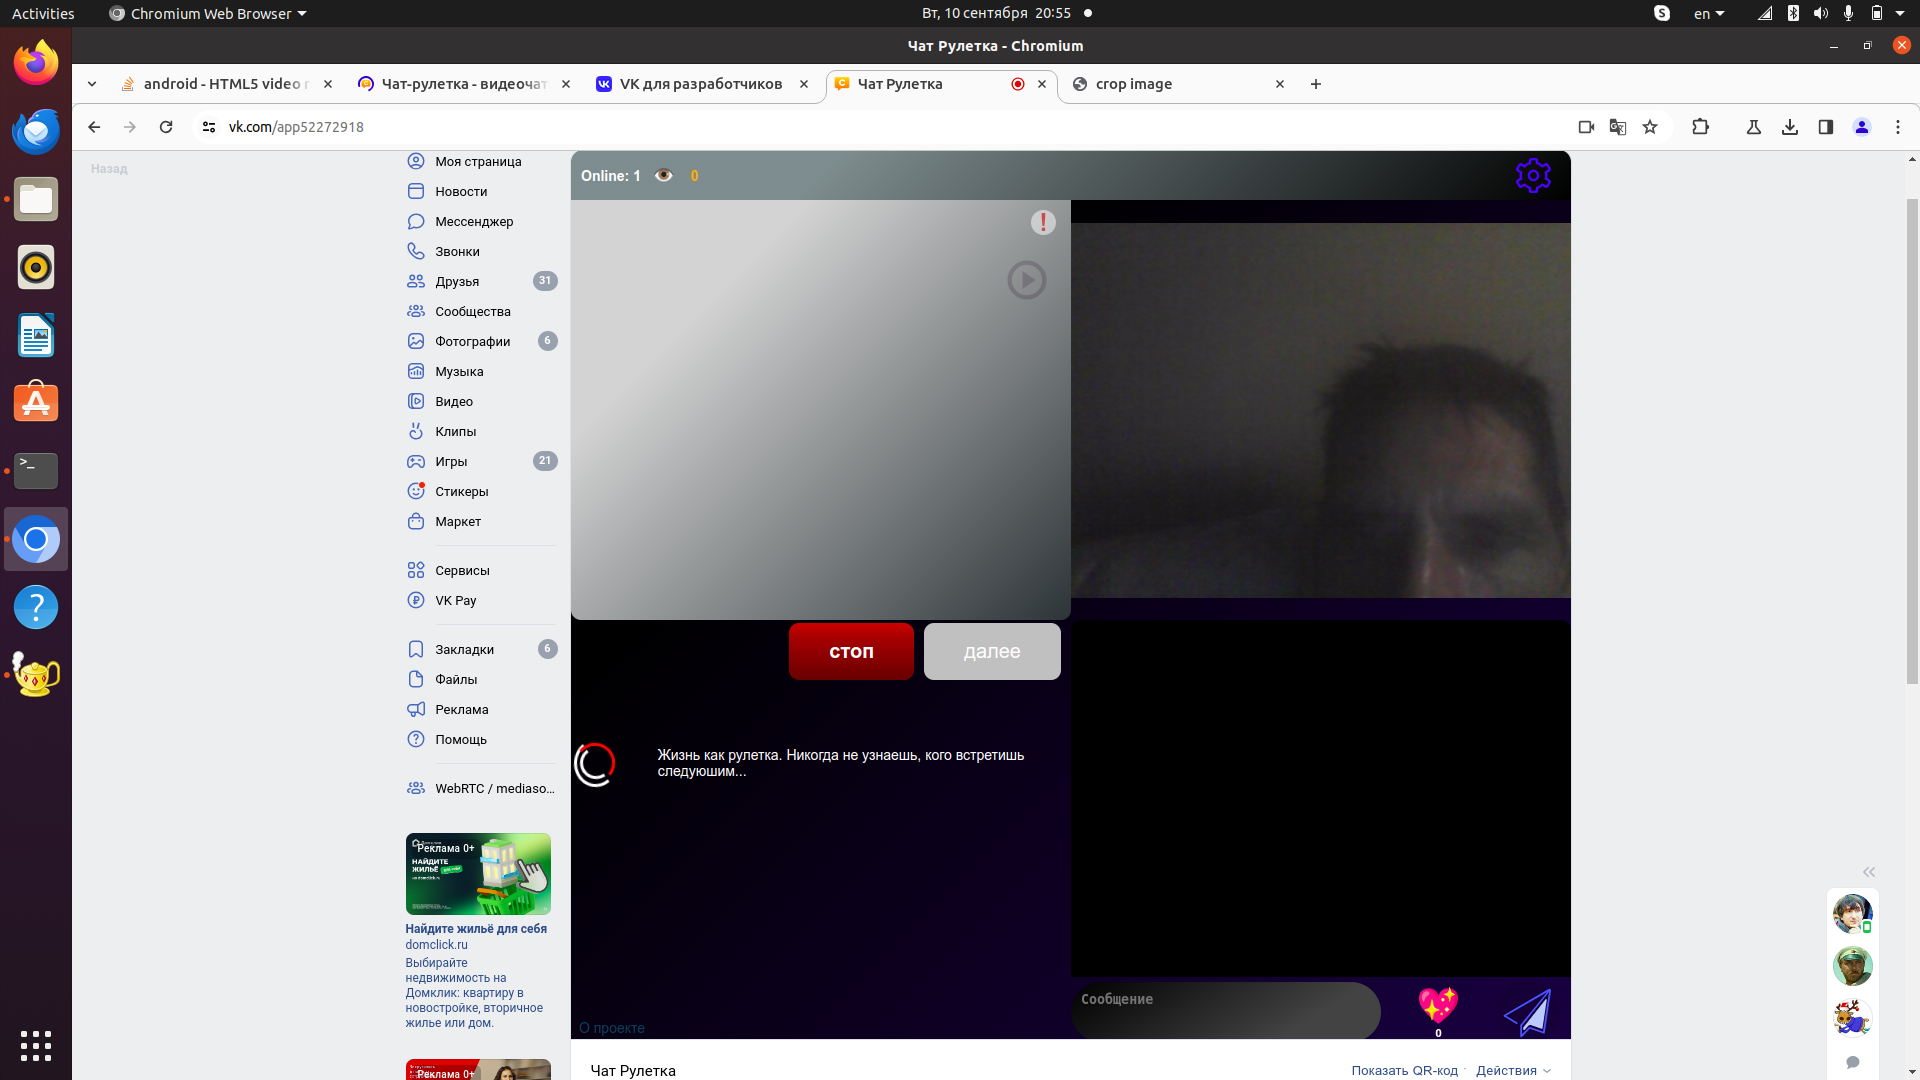 Activities
Chromium Web Browser
Вт, 10 сентября 20:55
en
Чат Рулетка - Chromium
android - HTML5 video r
Чат-рулетка - видеочат
VK для разработчиков
Чат Рулетка
crop image
vk.com/app52272918
Назад
Моя страница
Новости
Мессенджер
Звонки
Друзья 31
Сообщества
Фотографии 6
Музыка
Видео
Клипы
Игры 21
Стикеры
Маркет
Сервисы
VK Pay
Закладки 6
Файлы
Реклама
Помощь
WebRTC / mediaso...
Реклама 0+
НАЙДИТЕ
ЖИЛЬЁ
Найдите жильё для себя
domclick.ru
Выбирайте
недвижимость на
Домклик: квартиру в
новостройке, вторичное
жилье или дом.
Реклама 0+
Online: 1
0
стоп
далее
Жизнь как рулетка. Никогда не узнаешь, кого встретишь
следуюшим...
О проекте
Сообщение
0
Чат Рулетка
Показать QR-код
Действия